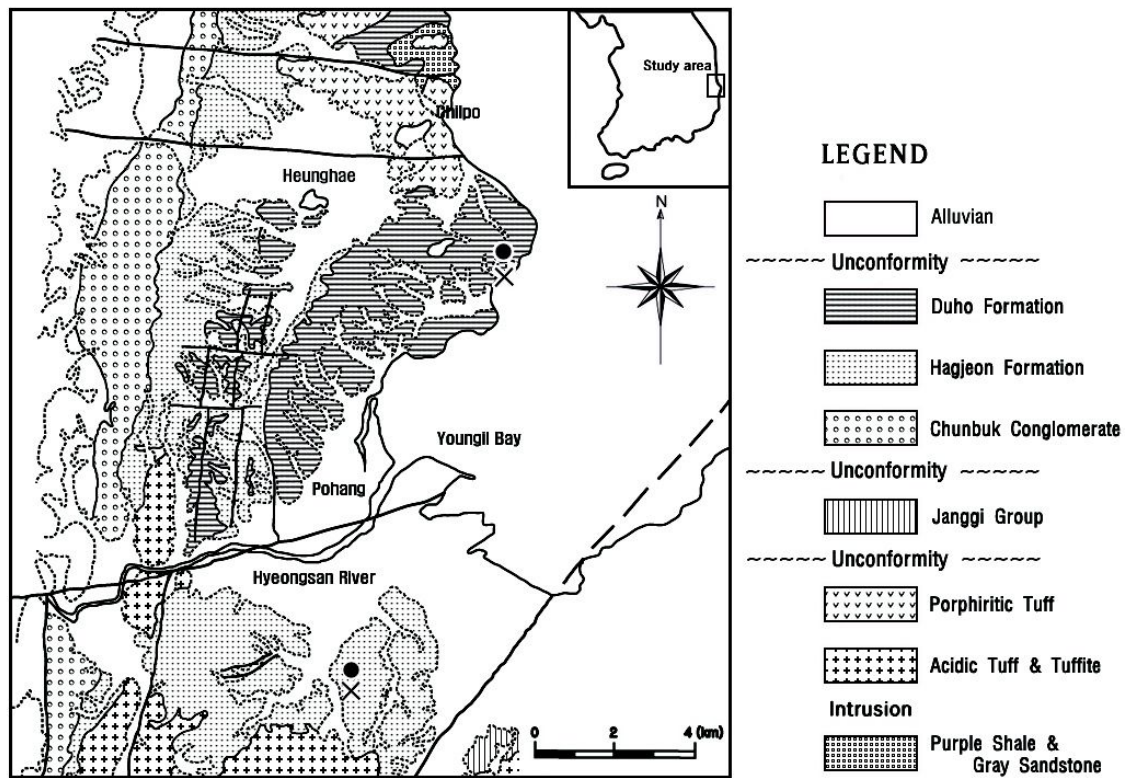 Study area
Chilpo
Heunghae
N
Youngil Bay
Pohang
Hyeongsan River
0 2 4 (km)
LEGEND
Alluvian
~~~~~ Unconformity ~~~~~
Duho Formation
Hagjeon Formation
Chunbuk Conglomerate
~~~~~ Unconformity ~~~~~
Janggi Group
~~~~~ Unconformity ~~~~~
Porphiritic Tuff
Acidic Tuff & Tuffite
Intrusion
Purple Shale &
Gray Sandstone